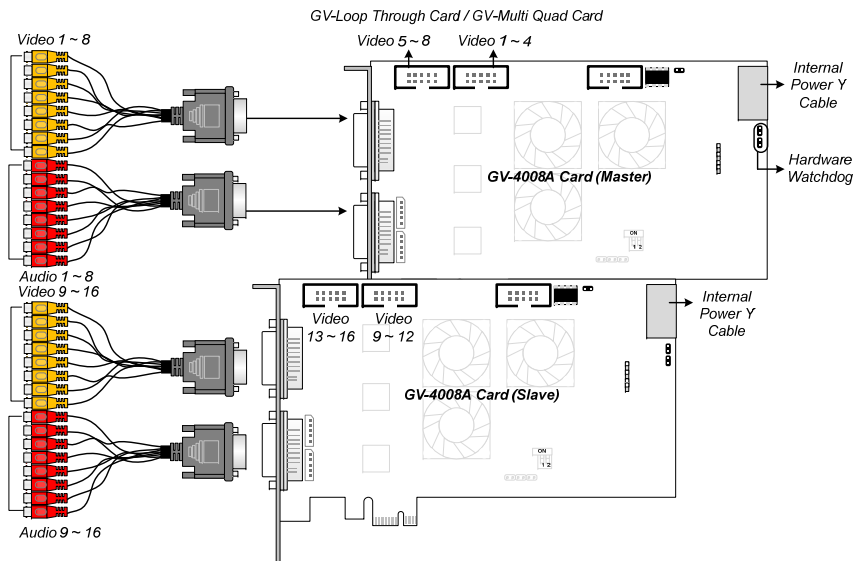 GV-Loop Through Card / GV-Multi Quad Card
Video 1 ~ 8
Video 5 ~ 8
Video 1 ~ 4
Internal
Power Y
Cable
Hardware
Watchdog
GV-4008A Card (Master)
ON
1 2
Audio 1 ~ 8
Video 9 ~ 16
Video
13 ~ 16
Video
9 ~ 12
Internal
Power Y
Cable
GV-4008A Card (Slave)
ON
1 2
Audio 9 ~ 16